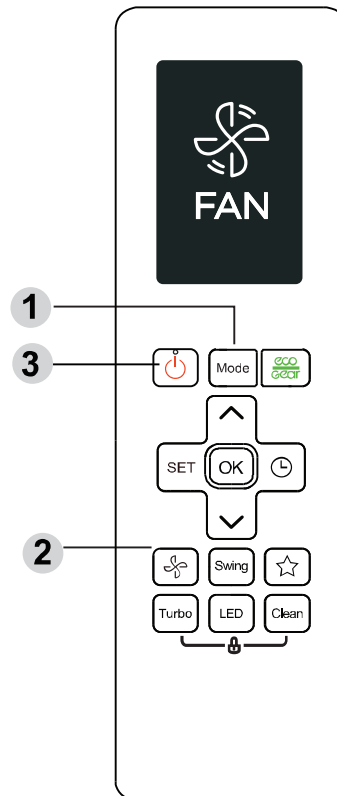 FAN
1
3
Mode
eco
Gear
SET
OK
2
Swing
Turbo
LED
Clean